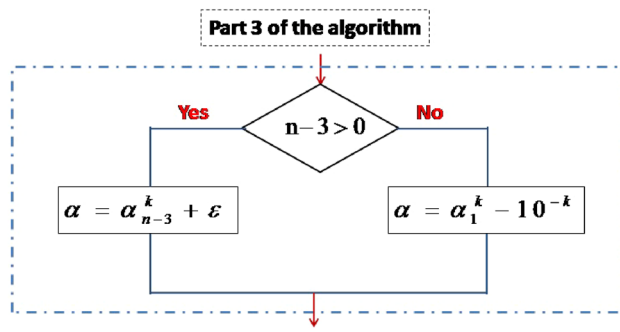 Part 3 of the algorithm
Yes
No
n−3>0
α = α^k_{n−3} + ε
α = α^k_1 − 10^{−k}